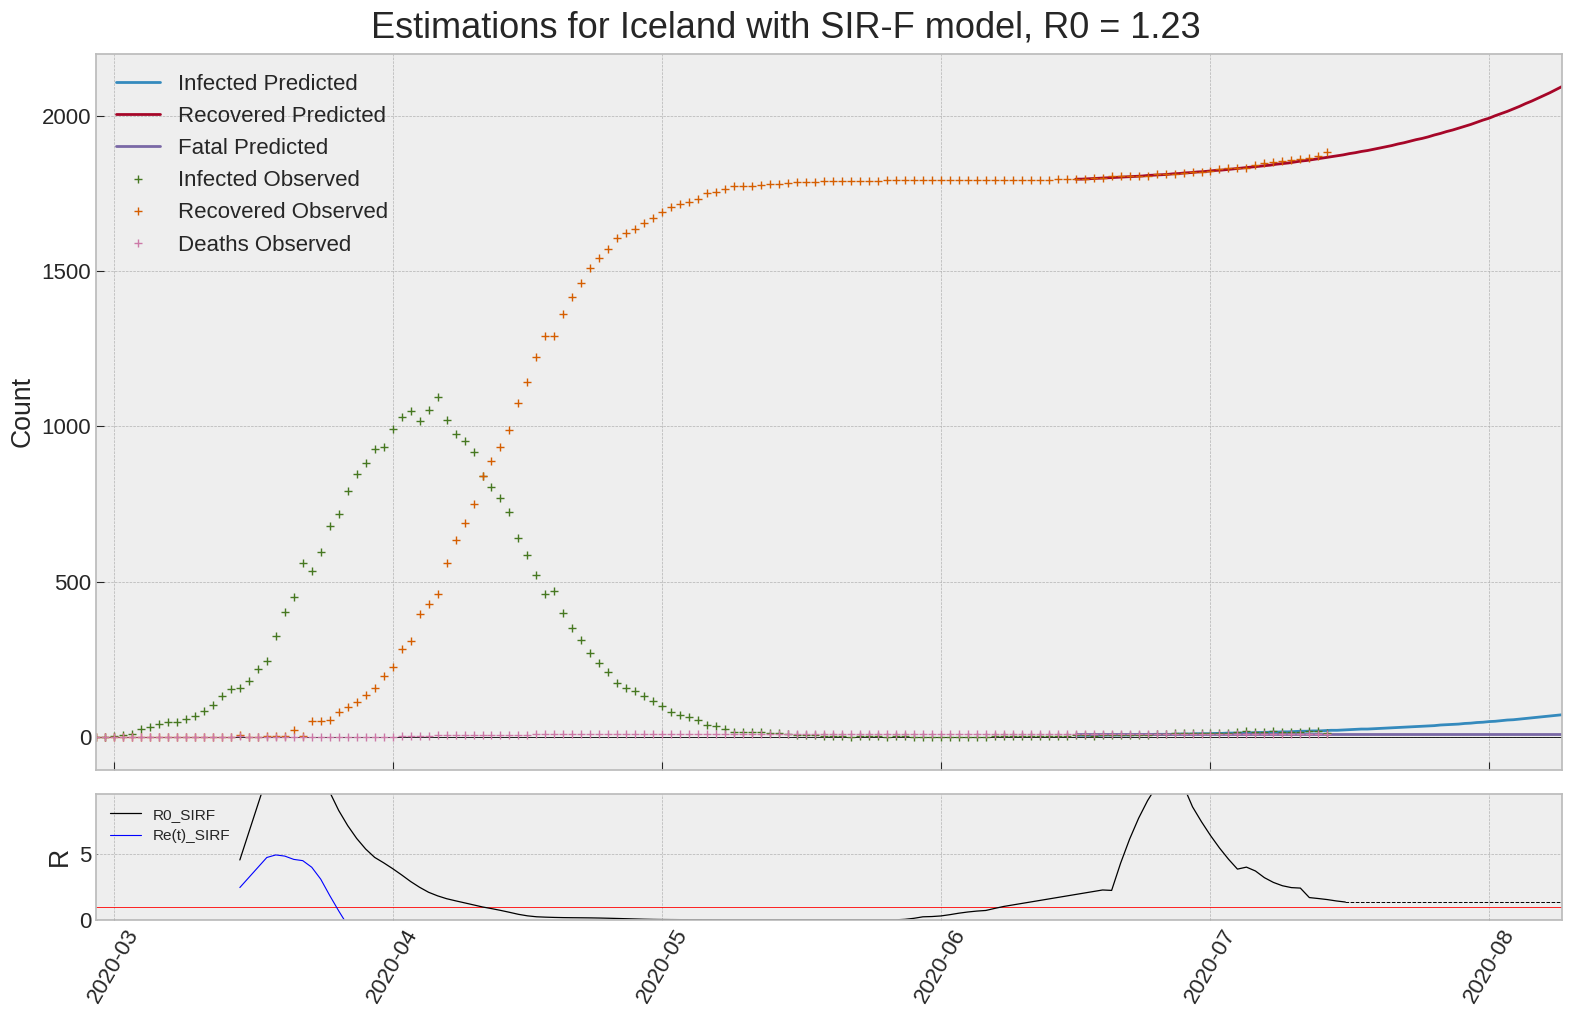 Estimations for Iceland with SIR-F model, R0 = 1.23
Infected Predicted
Recovered Predicted
Fatal Predicted
Infected Observed
Recovered Observed
Deaths Observed
Count
2000
1500
1000
500
0
R0_SIRF
Re(t)_SIRF
R
5
0
2020-03
2020-04
2020-05
2020-06
2020-07
2020-08